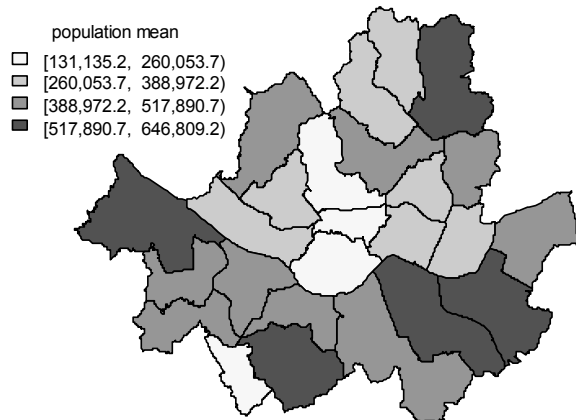 population mean
[131,135.2, 260,053.7)
[260,053.7, 388,972.2)
[388,972.2, 517,890.7)
[517,890.7, 646,809.2)